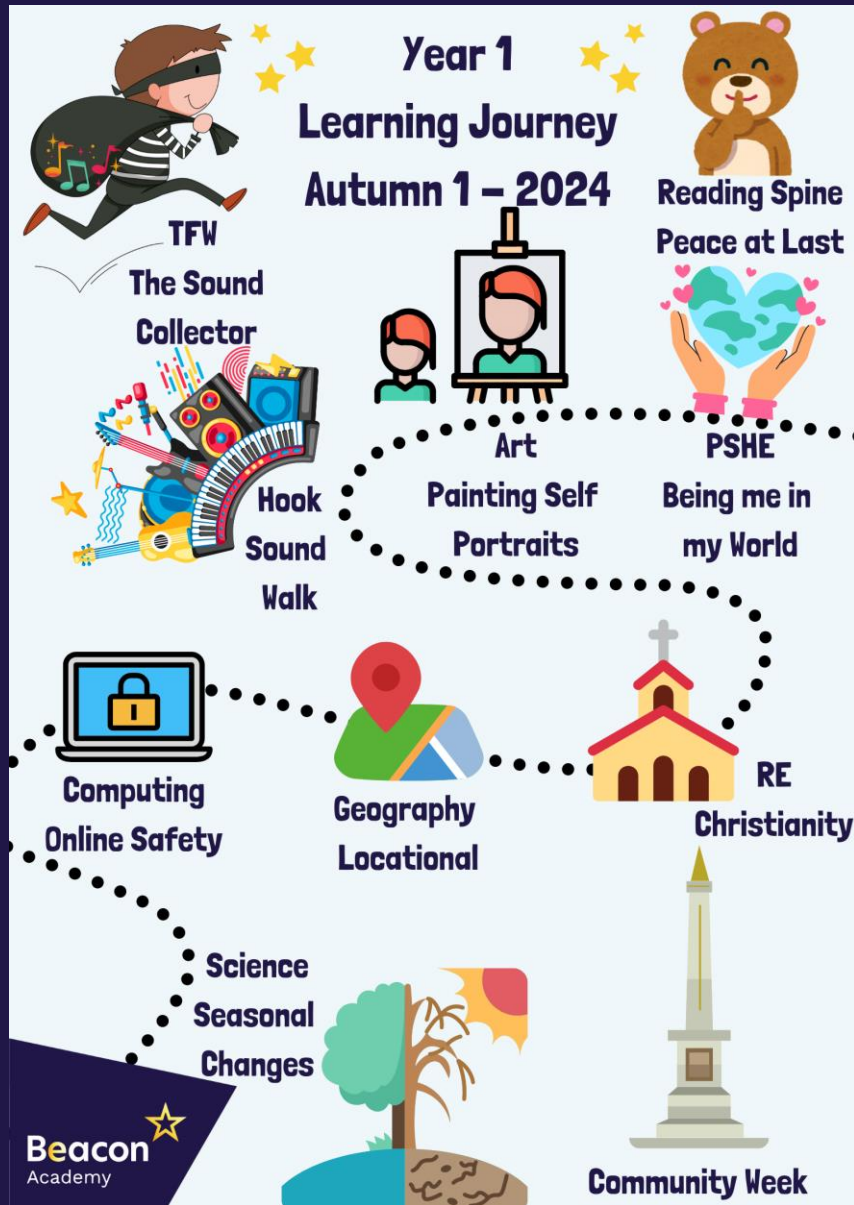 Year 1
Learning Journey
Autumn 1 – 2024
TFW
The Sound
Collector
Reading Spine
Peace at Last
Hook
Sound
Walk
Art
Painting Self
Portraits
PSHE
Being me in
my World
Computing
Online Safety
Geography
Locational
RE
Christianity
Science
Seasonal
Changes
Community Week
Beacon
Academy